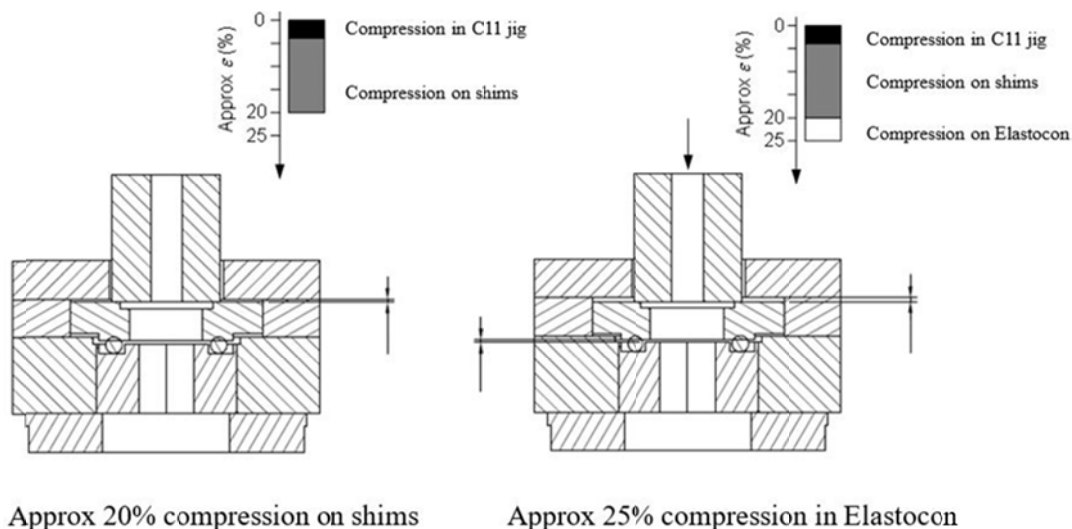 0
20
25
Approx ε (%)
Compression in C11 jig
Compression on shims
0
20
25
Approx ε (%)
Compression in C11 jig
Compression on shims
Compression on Elastocon
Approx 20% compression on shims
Approx 25% compression in Elastocon